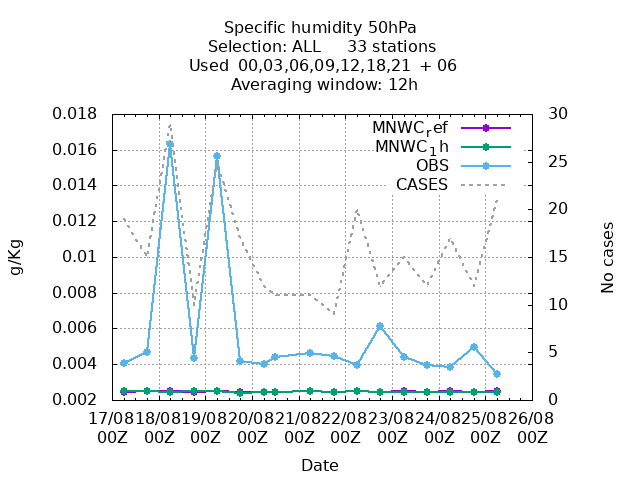 Specific humidity 50hPa
Selection: ALL     33 stations
Used  00,03,06,09,12,18,21  + 06
Averaging window: 12h
0.018
0.016
0.014
0.012
0.01
0.008
0.006
0.004
0.002
g/Kg
MNWCref
MNWC1h
OBS
CASES
30
25
20
15
10
5
0
No cases
17/08 18/08 19/08 20/08 21/08 22/08 23/08 24/08 25/08 26/08
00Z 00Z 00Z 00Z 00Z 00Z 00Z 00Z 00Z 00Z
Date